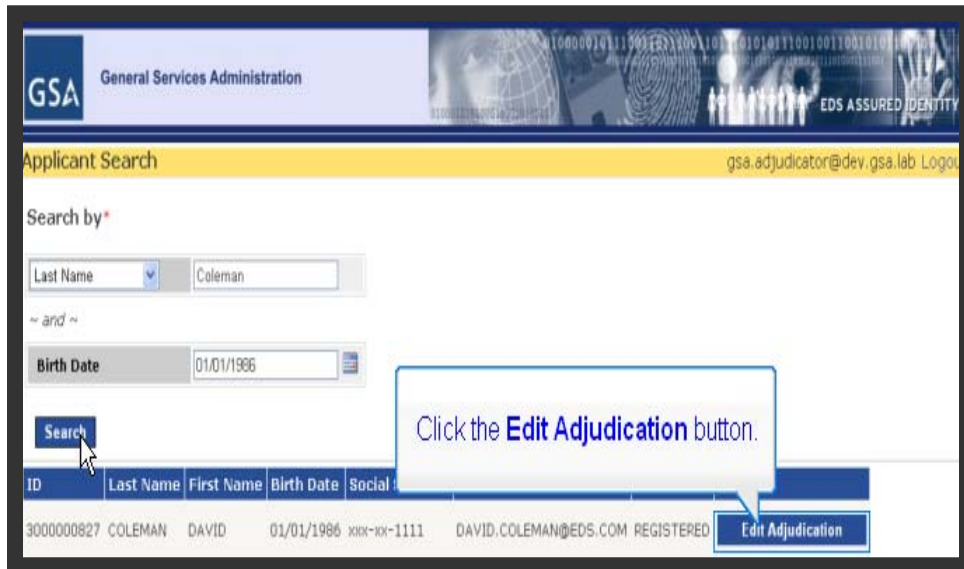 GSA General Services Administration
EDS ASSURED IDENTITY
Applicant Search gsa.adjudicator@dev.gsa.lab Logou
Search by*
Last Name Coleman
~ and ~
Birth Date 01/01/1986
Click the Edit Adjudication button.
Search
ID Last Name First Name Birth Date Social
3000000827 COLEMAN DAVID 01/01/1986 xxx-xx-1111 DAVID.COLEMAN@EDS.COM REGISTERED Edit Adjudication